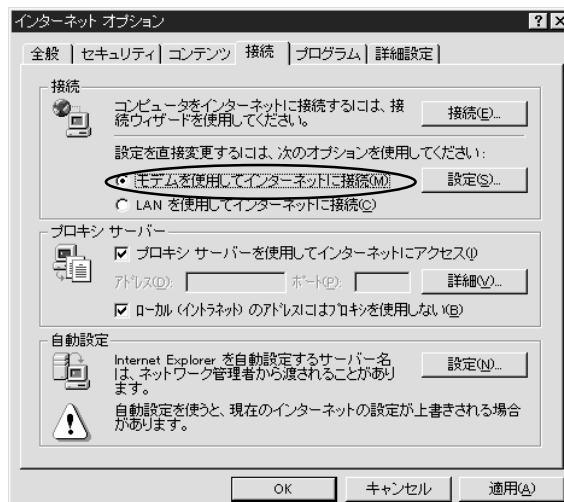 インターネット オプション
全般 セキュリティ コンテンツ 接続 プログラム 詳細設定
接続
コンピュータをインターネットに接続するには、接
続ウィザードを使用してください。
接続(E)...
設定を直接変更するには、次のオプションを使用してください:
モデムを使用してインターネットに接続(M)
設定(S)...
LAN を使用してインターネットに接続(C)
プロキシ サーバー
プロキシ サーバーを使用してインターネットにアクセス(I)
アドレス(D): ポート(P):
詳細(V)...
ローカル (イントラネット) のアドレスにはプロキシを使用しない(B)
自動設定
Internet Explorer を自動設定するサーバー名
は、ネットワーク管理者から渡されることがあり
ます。
設定(N)...
自動設定を使うと、現在のインターネットの設定が上書きされる場合
があります。
OK キャンセル 適用(A)